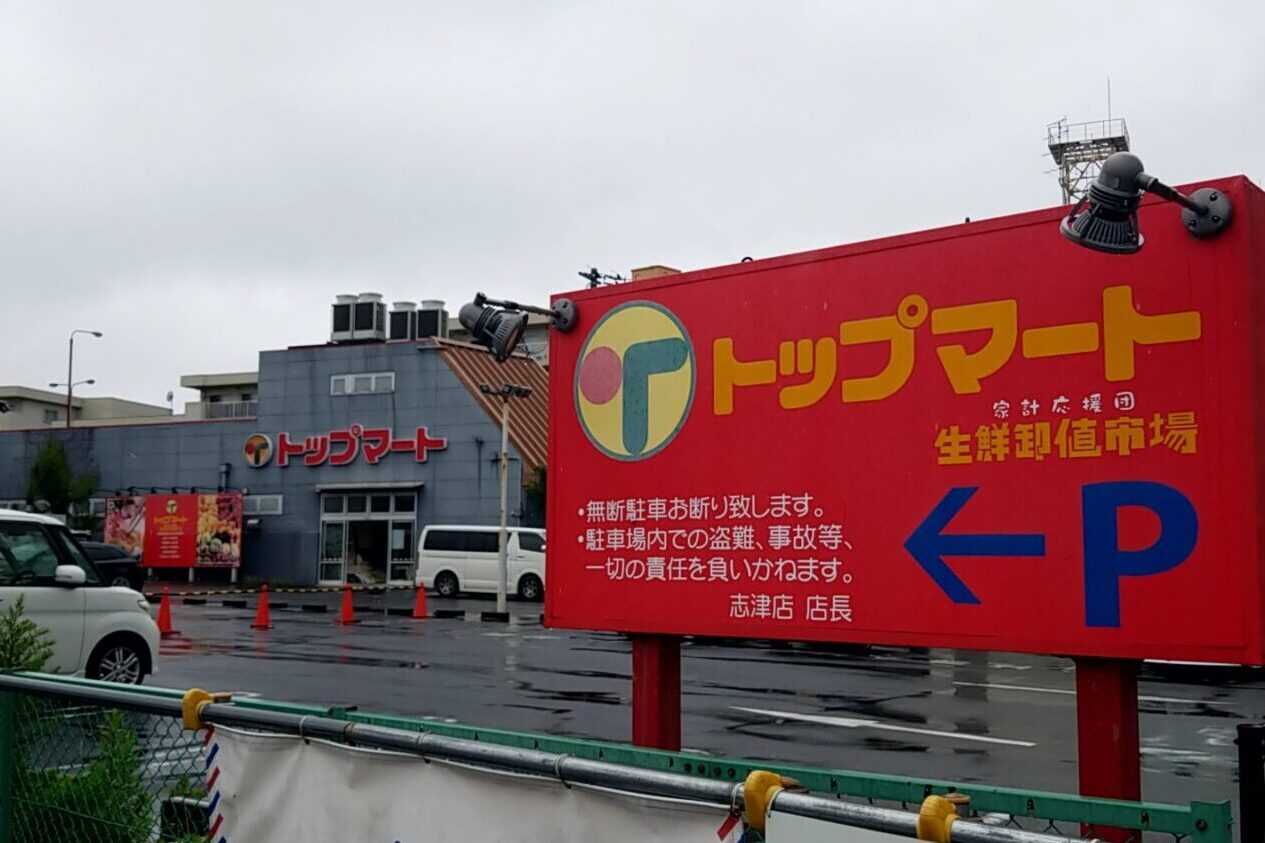 トップマート
家計応援団
生鮮卸値市場
・無断駐車お断り致します。
・駐車場内での盗難、事故等、
一切の責任を負いかねます。
志津店 店長
←P
トップマート